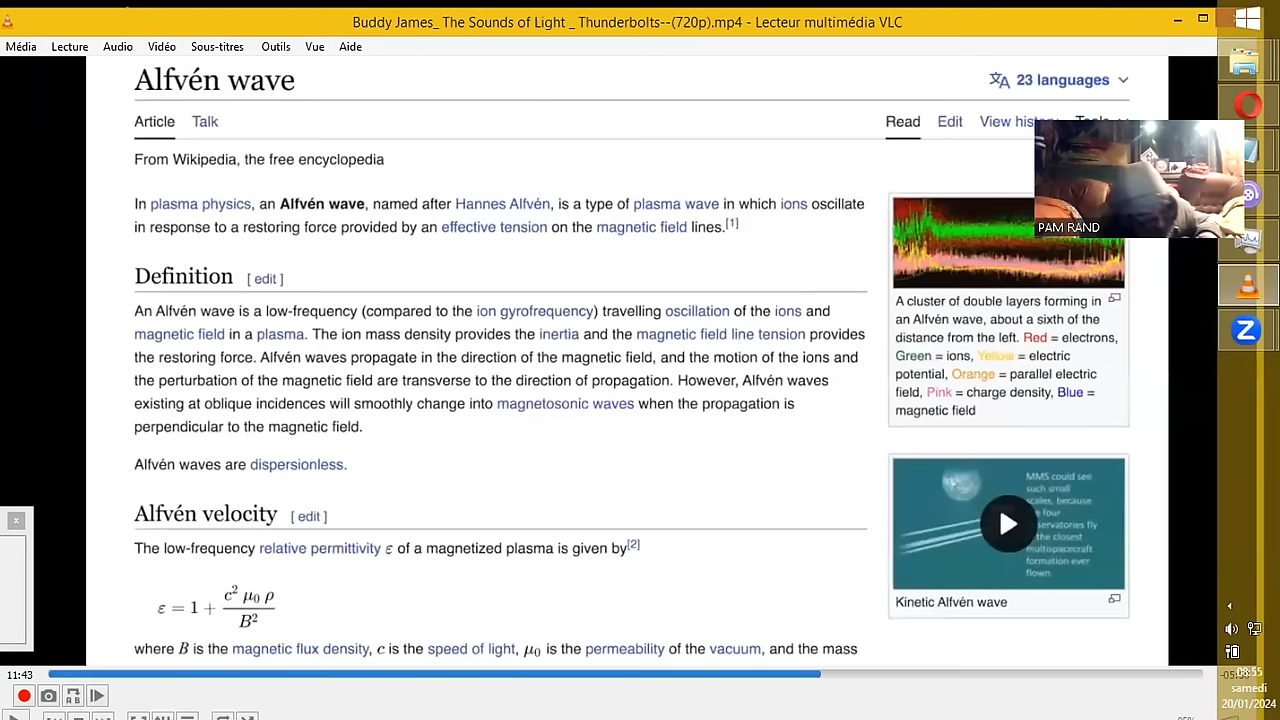 Buddy James_ The Sounds of Light _ Thunderbolts--(720p).mp4 - Lecteur multimédia VLC
Média Lecture Audio Vidéo Sous-titres Outils Vue Aide
Alfvén wave
23 languages
Article Talk
Read Edit View history Tools
From Wikipedia, the free encyclopedia
In plasma physics, an Alfvén wave, named after Hannes Alfvén, is a type of plasma wave in which ions oscillate
in response to a restoring force provided by an effective tension on the magnetic field lines.[1]
PAM RAND
Definition [ edit ]
An Alfvén wave is a low-frequency (compared to the ion gyrofrequency) travelling oscillation of the ions and
magnetic field in a plasma. The ion mass density provides the inertia and the magnetic field line tension provides
the restoring force. Alfvén waves propagate in the direction of the magnetic field, and the motion of the ions and
the perturbation of the magnetic field are transverse to the direction of propagation. However, Alfvén waves
existing at oblique incidences will smoothly change into magnetosonic waves when the propagation is
perpendicular to the magnetic field.
Alfvén waves are dispersionless.
A cluster of double layers forming in
an Alfvén wave, about a sixth of the
distance from the left. Red = electrons,
Green = ions, Yellow = electric
potential, Orange = parallel electric
field, Pink = charge density, Blue =
magnetic field
Alfvén velocity [ edit ]
The low-frequency relative permittivity ε of a magnetized plasma is given by[2]
ε = 1 + c² μ₀ ρ / B²
where B is the magnetic flux density, c is the speed of light, μ₀ is the permeability of the vacuum, and the mass
MMS could see
such small
scales, because
four
observatories fly
the closest
multispacecraft
formation ever
flown.
Kinetic Alfvén wave
11:43
08:55
samedi
20/01/2024